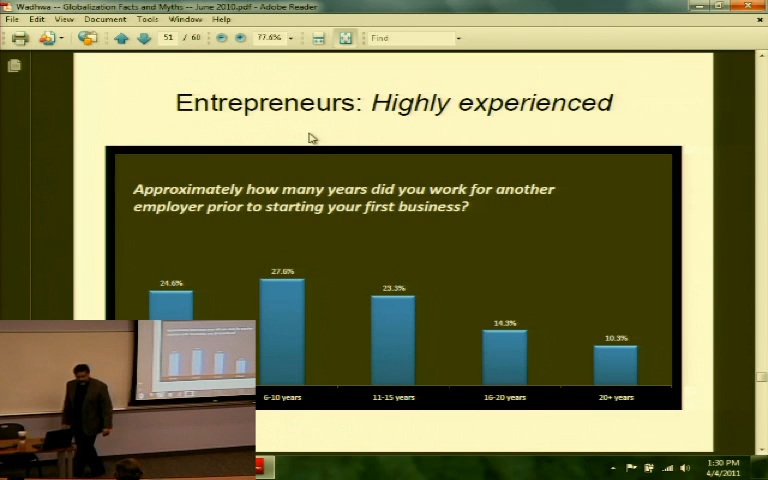 Wadhwa -- Globalization Facts and Myths -- June 2010.pdf - Adobe Reader
File Edit View Document Tools Window Help
51 / 60 77.6% Find
Entrepreneurs: Highly experienced
Approximately how many years did you work for another
employer prior to starting your first business?
24.6% 27.6% 23.3% 14.3% 10.3%
6-10 years 11-15 years 16-20 years 20+ years
1:30 PM
4/4/2011